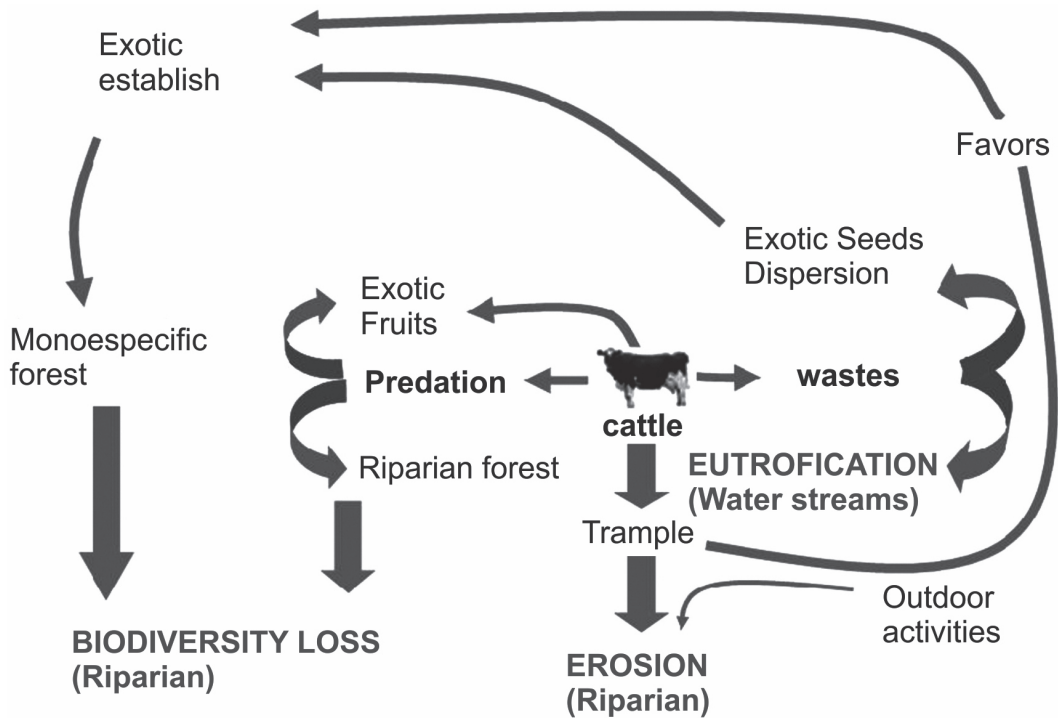 Exotic
establish
Favors
Exotic Seeds
Dispersion
Exotic
Fruits
Monoespecific
forest
Predation
wastes
cattle
Riparian forest
EUTROFICATION
(Water streams)
Trample
Outdoor
activities
BIODIVERSITY LOSS
(Riparian)
EROSION
(Riparian)